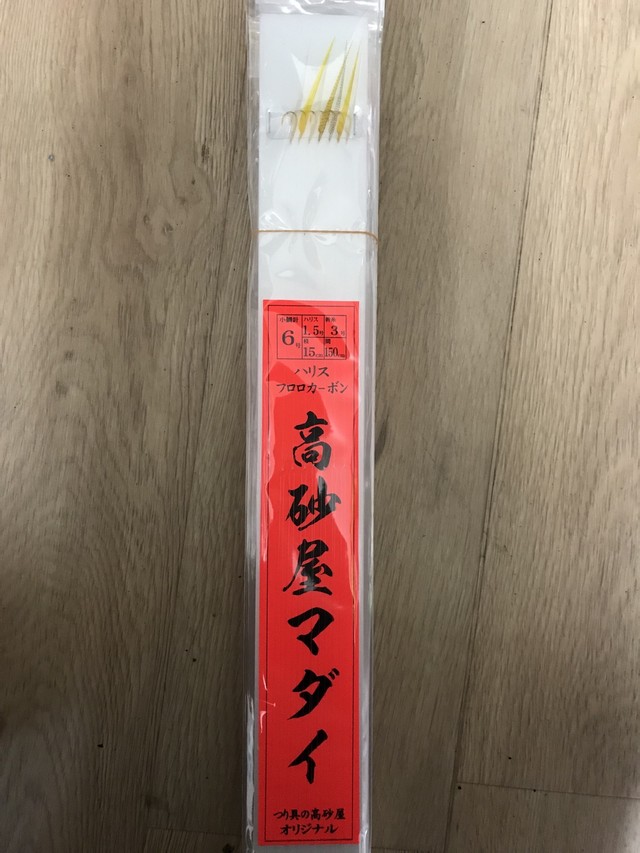 小鯛針 ハリス 幹糸
6号 1.5号 3号
枝 間
15cm 150cm
ハリス
フロロカーボン
高砂屋マダイ
つり具の高砂屋
オリジナル